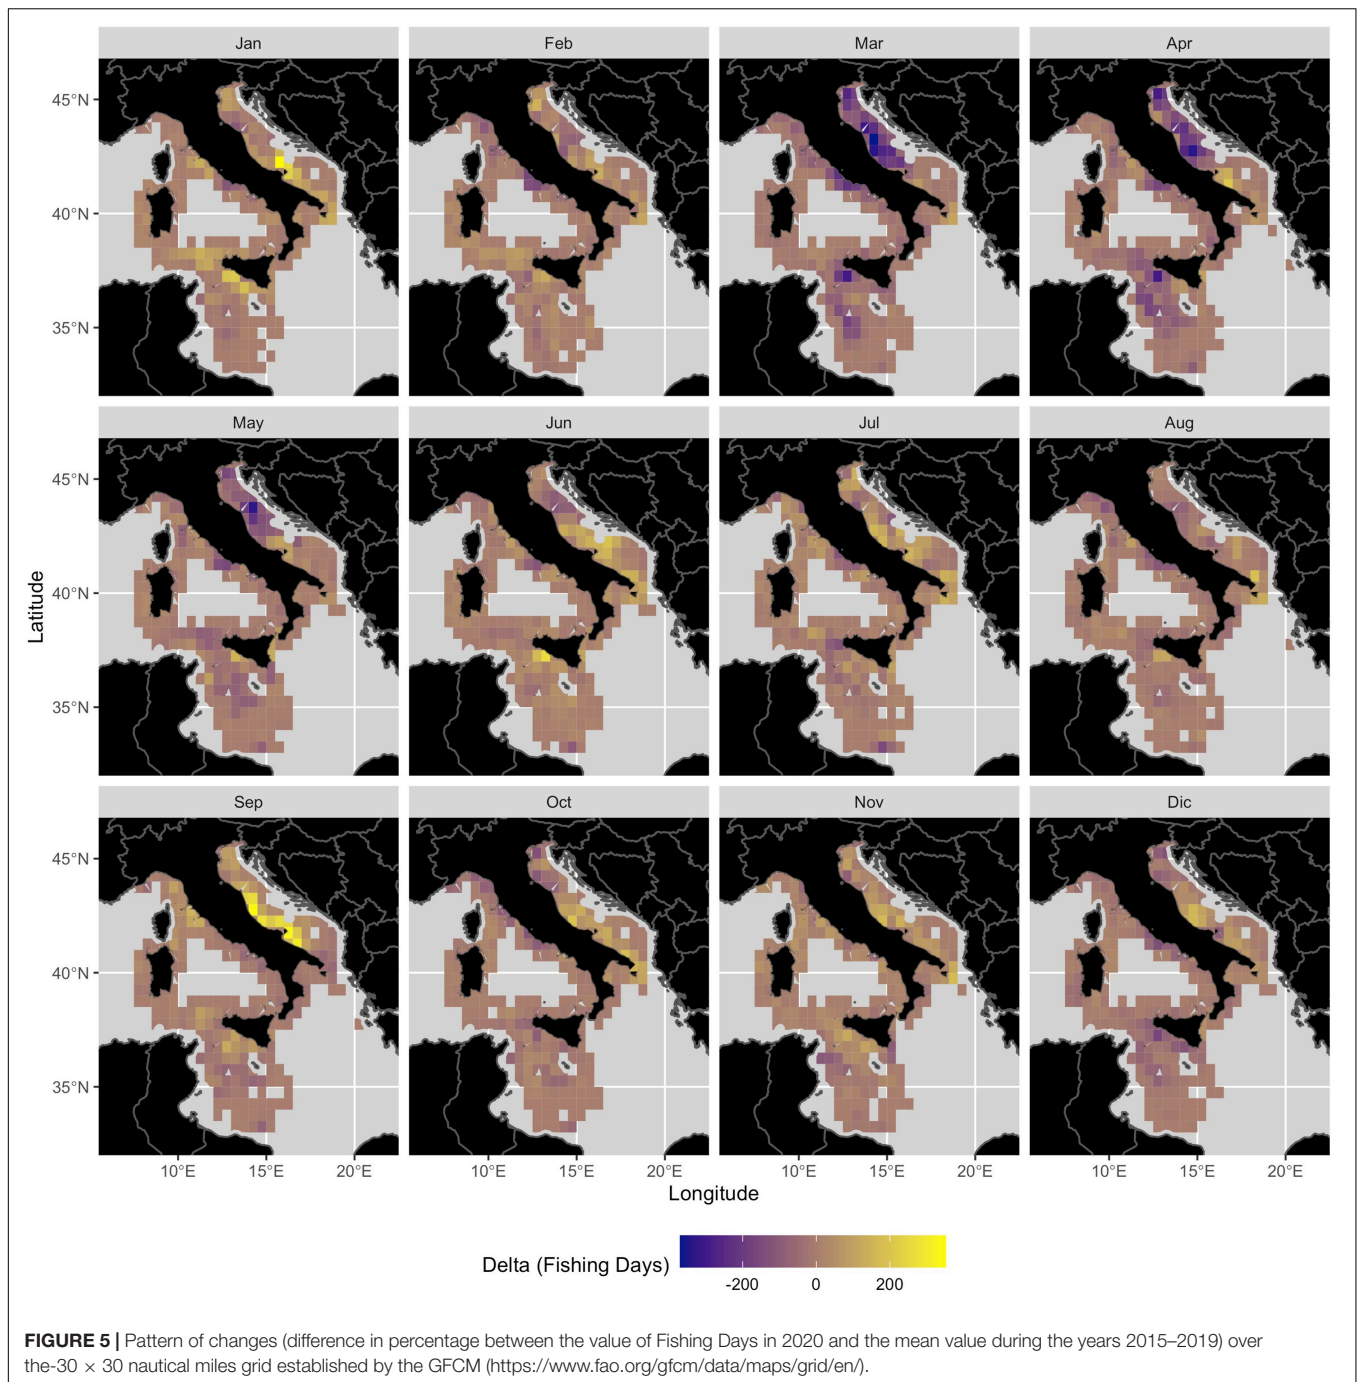 Jan Feb Mar Apr
45°N
40°N
35°N
May Jun Jul Aug
45°N
40°N
35°N
Latitude
Sep Oct Nov Dic
45°N
40°N
35°N
10°E 15°E 20°E 10°E 15°E 20°E 10°E 15°E 20°E 10°E 15°E 20°E
Longitude
Delta (Fishing Days)
-200 0 200
FIGURE 5 | Pattern of changes (difference in percentage between the value of Fishing Days in 2020 and the mean value during the years 2015–2019) over
the-30 × 30 nautical miles grid established by the GFCM (https://www.fao.org/gfcm/data/maps/grid/en/).